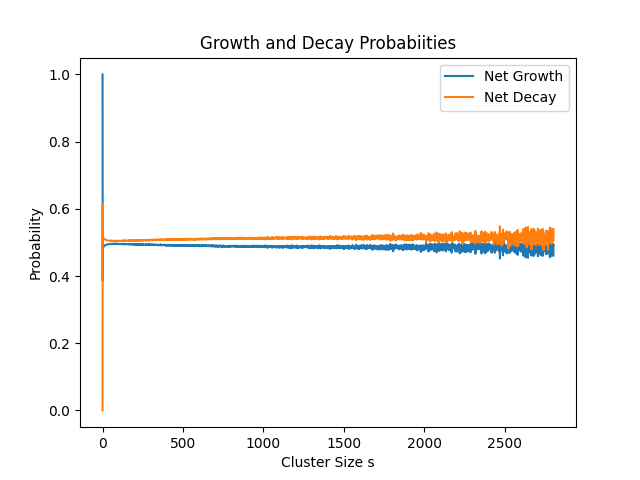 Growth and Decay Probabiities
Net Growth
Net Decay
1.0
0.8
0.6
0.4
0.2
0.0
Probability
0 500 1000 1500 2000 2500
Cluster Size s